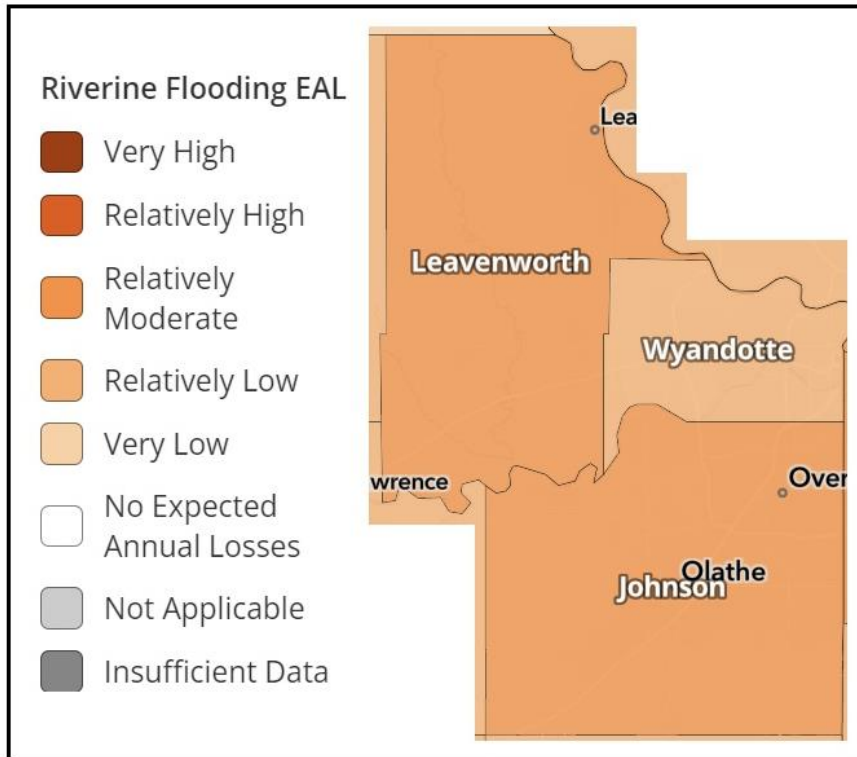 Riverine Flooding EAL
Very High
Relatively High
Relatively
Moderate
Relatively Low
Very Low
No Expected
Annual Losses
Not Applicable
Insufficient Data
Lea
Leavenworth
Wyandotte
wrence
Over
Olathe
Johnson